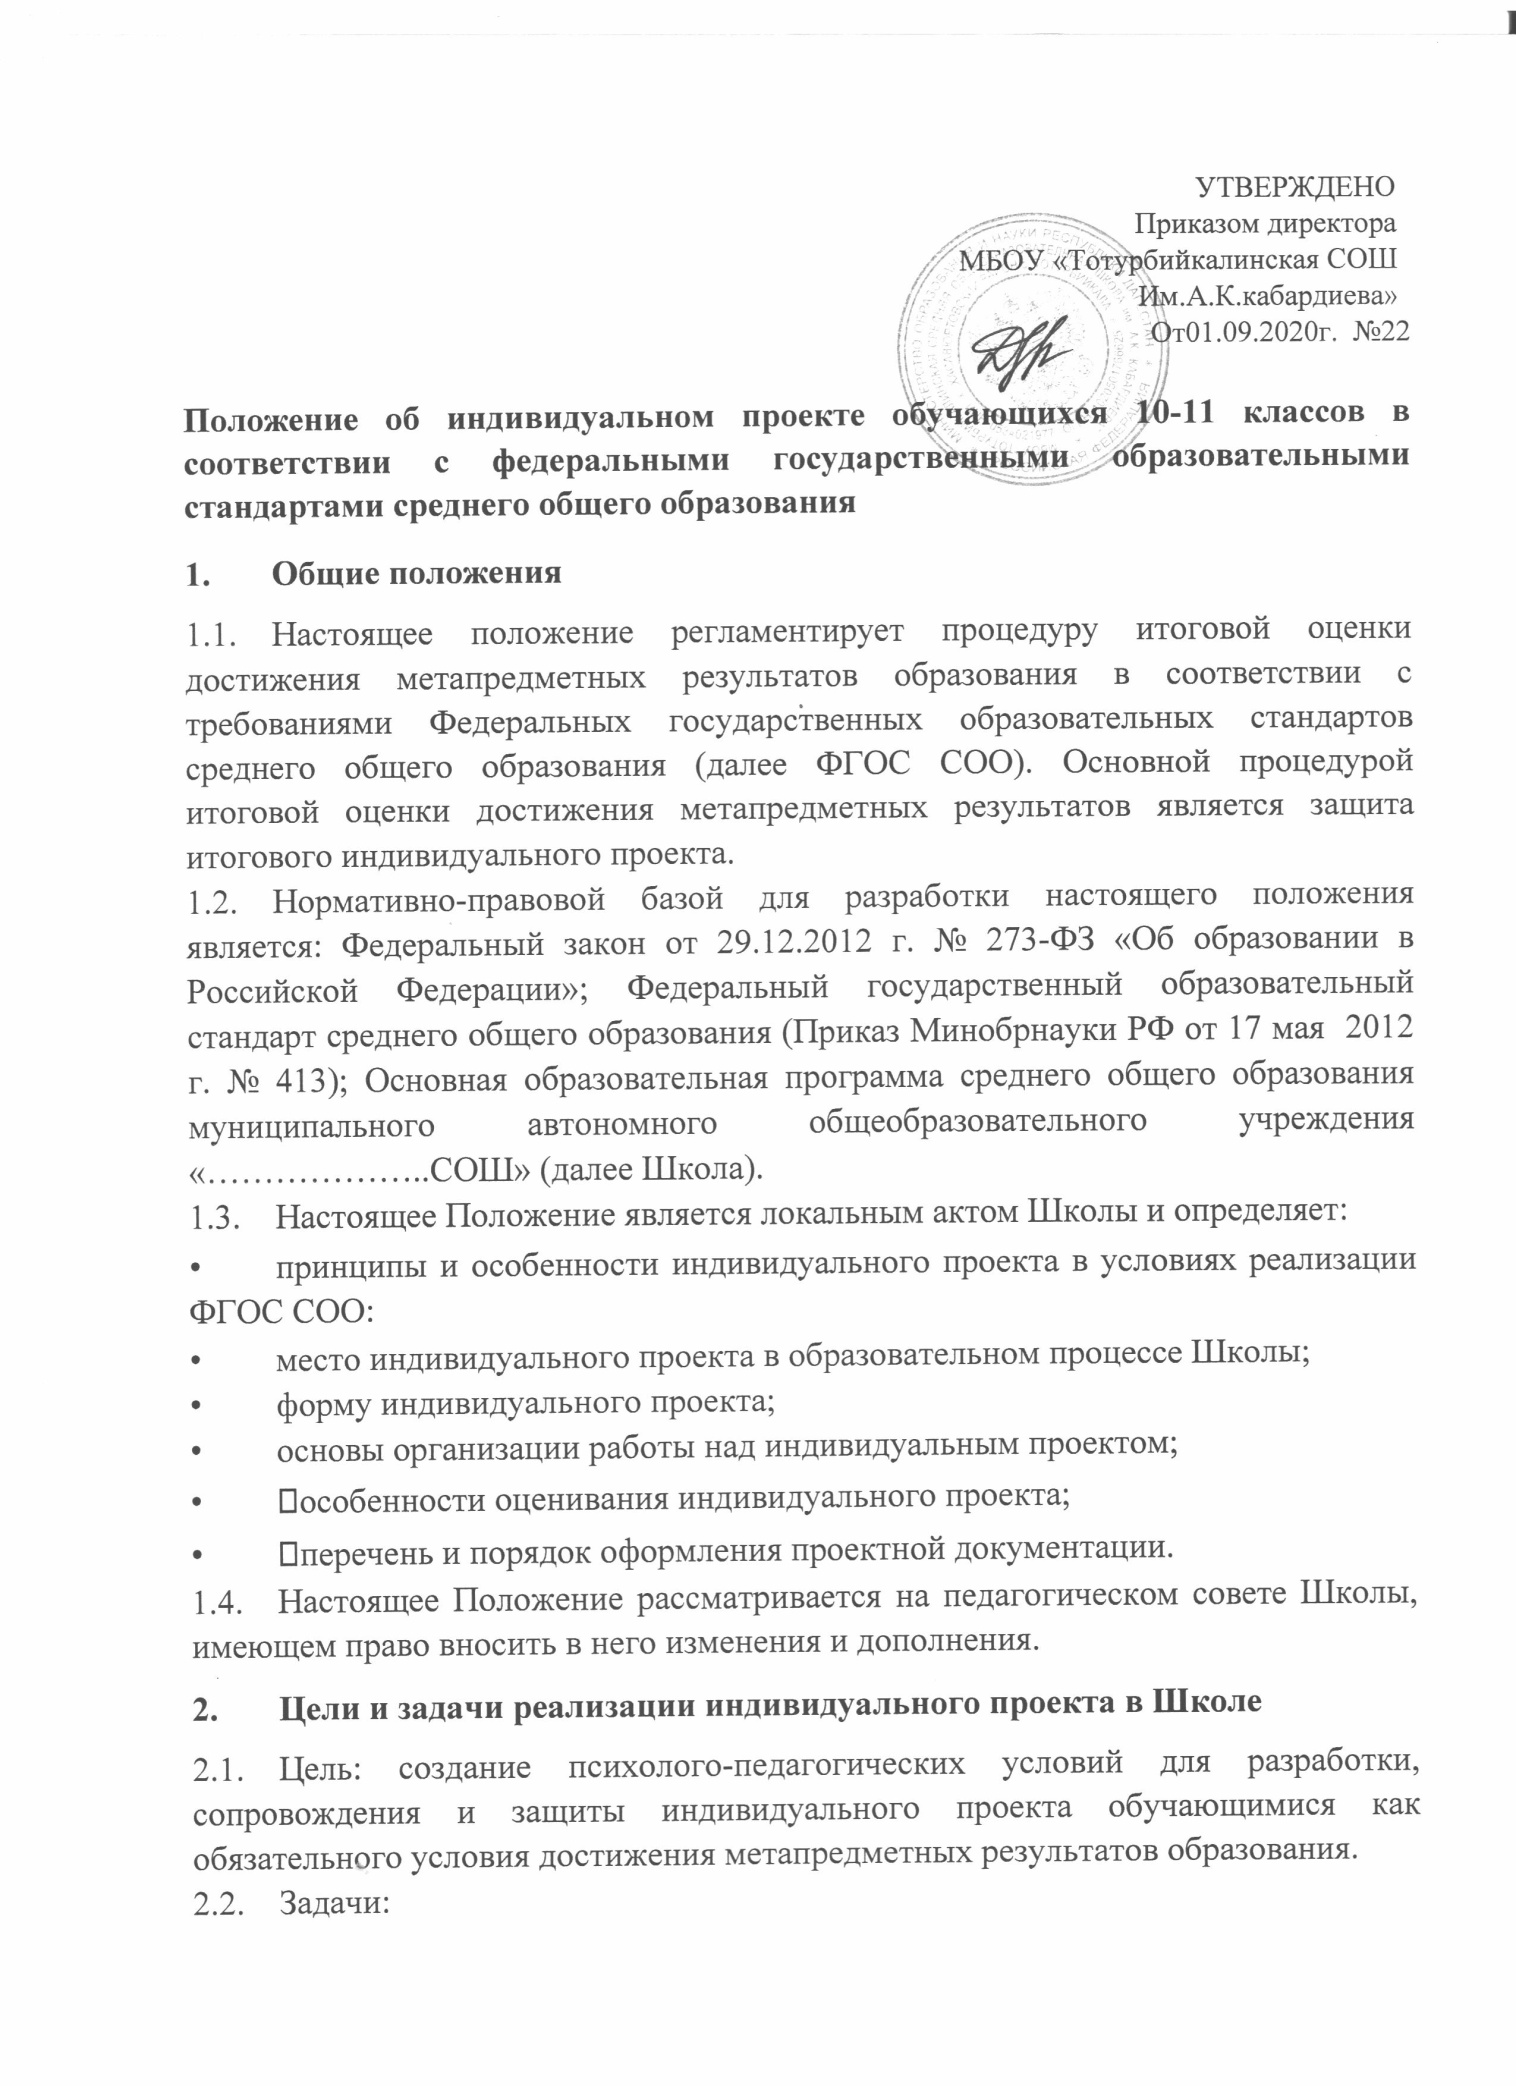 УТВЕРЖДЕНО
Приказом директора
МБОУ «Тотурбийкалинская СОШ
Им.А.К.кабардиева»
От01.09.2020г. №22
Положение об индивидуальном проекте обучающихся 10-11 классов в
соответствии с федеральными государственными образовательными
стандартами среднего общего образования
1. Общие положения
1.1. Настоящее положение регламентирует процедуру итоговой оценки
достижения метапредметных результатов образования в соответствии с
требованиями Федеральных государственных образовательных стандартов
среднего общего образования (далее ФГОС СОО). Основной процедурой
итоговой оценки достижения метапредметных результатов является защита
итогового индивидуального проекта.
1.2. Нормативно-правовой базой для разработки настоящего положения
является: Федеральный закон от 29.12.2012 г. № 273-ФЗ «Об образовании в
Российской Федерации»; Федеральный государственный образовательный
стандарт среднего общего образования (Приказ Минобрнауки РФ от 17 мая 2012
г. № 413); Основная образовательная программа среднего общего образования
муниципального автономного общеобразовательного учреждения
«………………..СОШ» (далее Школа).
1.3. Настоящее Положение является локальным актом Школы и определяет:
• принципы и особенности индивидуального проекта в условиях реализации
ФГОС СОО:
• место индивидуального проекта в образовательном процессе Школы;
• форму индивидуального проекта;
• основы организации работы над индивидуальным проектом;
• особенности оценивания индивидуального проекта;
• перечень и порядок оформления проектной документации.
1.4. Настоящее Положение рассматривается на педагогическом совете Школы,
имеющем право вносить в него изменения и дополнения.
2. Цели и задачи реализации индивидуального проекта в Школе
2.1. Цель: создание психолого-педагогических условий для разработки,
сопровождения и защиты индивидуального проекта обучающимися как
обязательного условия достижения метапредметных результатов образования.
2.2. Задачи: